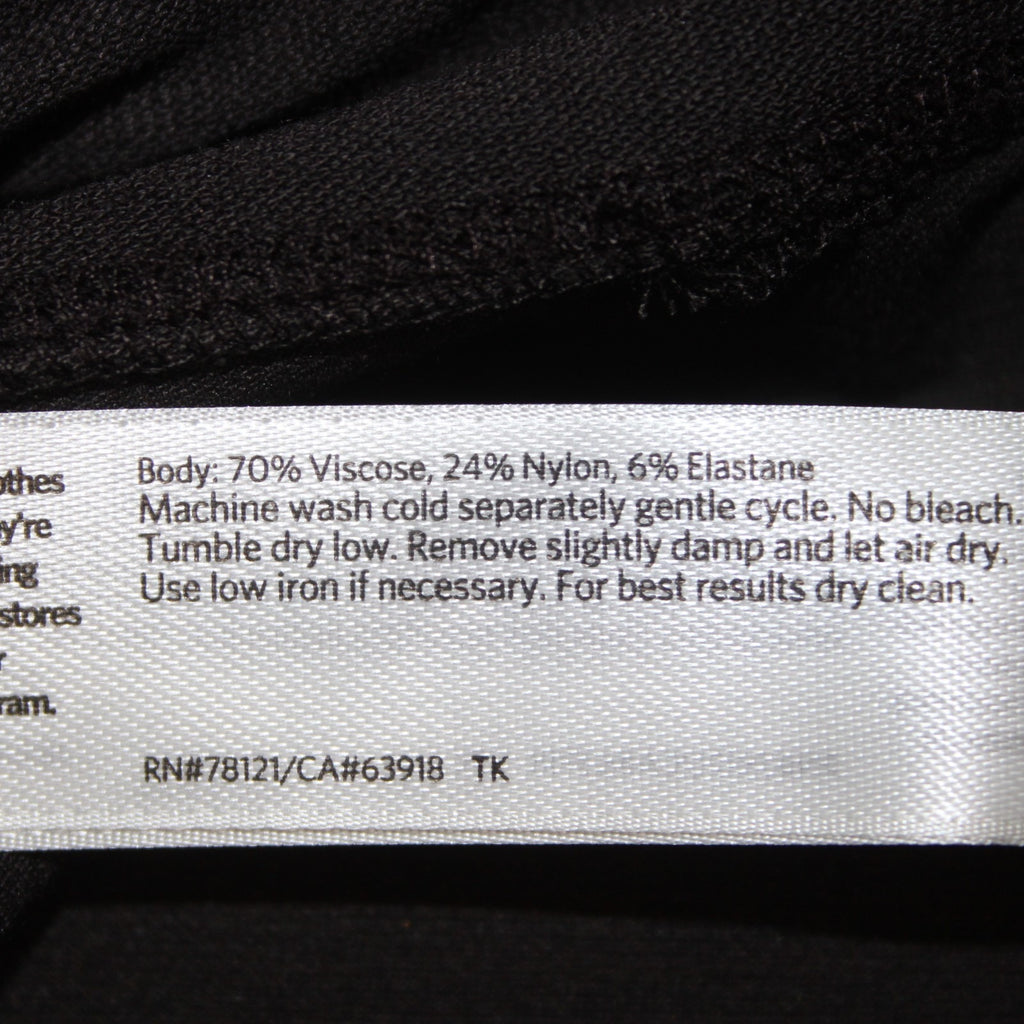 Body: 70% Viscose, 24% Nylon, 6% Elastane
Machine wash cold separately gentle cycle. No bleach.
Tumble dry low. Remove slightly damp and let air dry.
Use low iron if necessary. For best results dry clean.
RN#78121/CA#63918 TK
stores